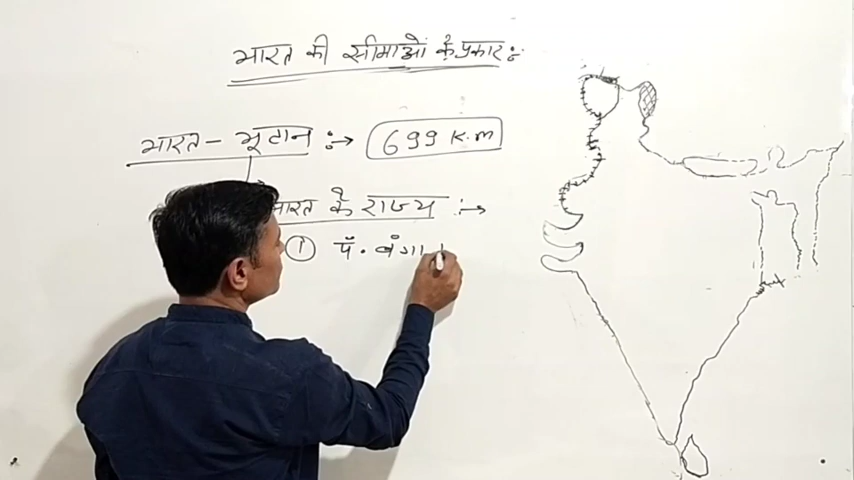 भारत की सीमाओं के प्रकार :-
भारत - भूटान :→ 699 K.m
भारत के राज्य :→
① पॅ. बंगा